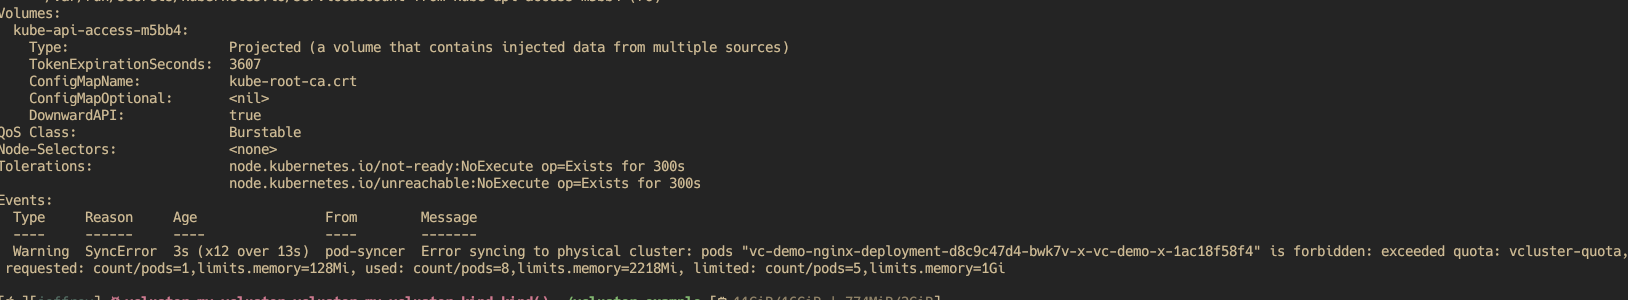 Volumes:
kube-api-access-m5bb4:
Type: Projected (a volume that contains injected data from multiple sources)
TokenExpirationSeconds: 3607
ConfigMapName: kube-root-ca.crt
ConfigMapOptional: <nil>
DownwardAPI: true
QoS Class: Burstable
Node-Selectors: <none>
Tolerations: node.kubernetes.io/not-ready:NoExecute op=Exists for 300s
node.kubernetes.io/unreachable:NoExecute op=Exists for 300s
Events:
Type Reason Age From Message
---- ------ ---- ---- -------
Warning SyncError 3s (x12 over 13s) pod-syncer Error syncing to physical cluster: pods "vc-demo-nginx-deployment-d8c9c47d4-bwk7v-x-vc-demo-x-1ac18f58f4" is forbidden: exceeded quota: vcluster-quota,
requested: count/pods=1,limits.memory=128Mi, used: count/pods=8,limits.memory=2218Mi, limited: count/pods=5,limits.memory=1Gi